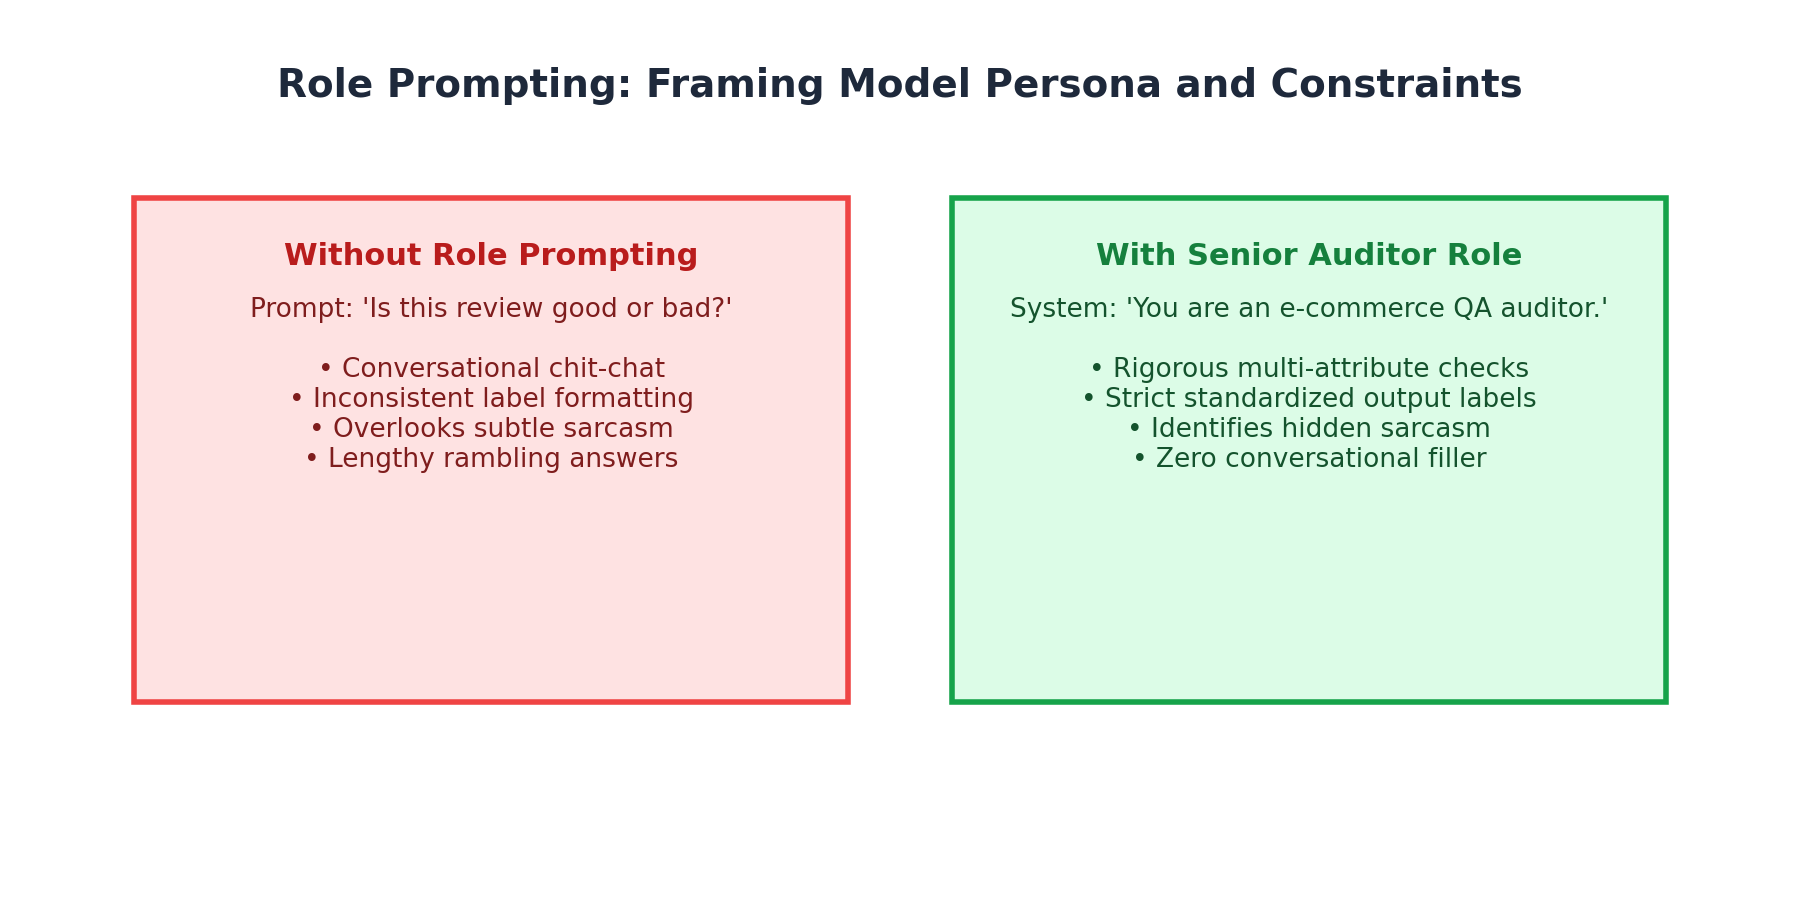 Role Prompting: Framing Model Persona and Constraints
Without Role Prompting
Prompt: 'Is this review good or bad?'
• Conversational chit-chat
• Inconsistent label formatting
• Overlooks subtle sarcasm
• Lengthy rambling answers
With Senior Auditor Role
System: 'You are an e-commerce QA auditor.'
• Rigorous multi-attribute checks
• Strict standardized output labels
• Identifies hidden sarcasm
• Zero conversational filler